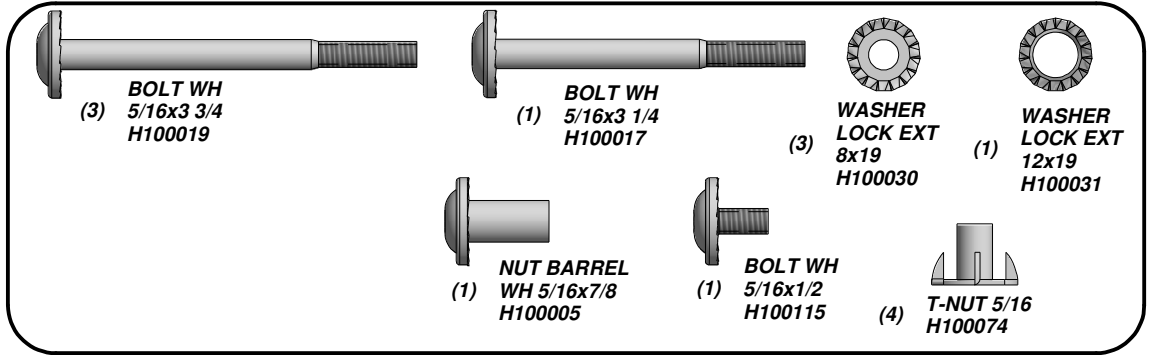 (3)
BOLT WH
5/16x3 3/4
H100019
(1)
BOLT WH
5/16x3 1/4
H100017
(3)
WASHER
LOCK EXT
8x19
H100030
(1)
WASHER
LOCK EXT
12x19
H100031
(1)
NUT BARREL
WH 5/16x7/8
H100005
(1)
BOLT WH
5/16x1/2
H100115
(4)
T-NUT 5/16
H100074